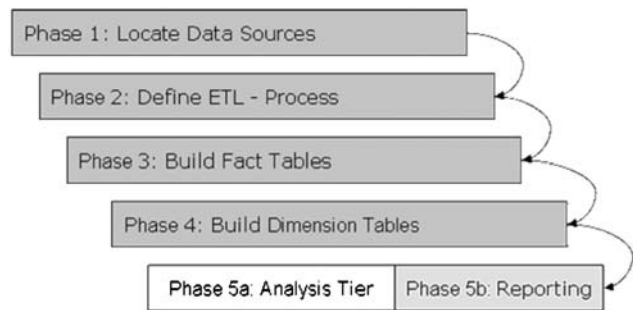 Phase 1: Locate Data Sources
Phase 2: Define ETL - Process
Phase 3: Build Fact Tables
Phase 4: Build Dimension Tables
Phase 5a: Analysis Tier
Phase 5b: Reporting